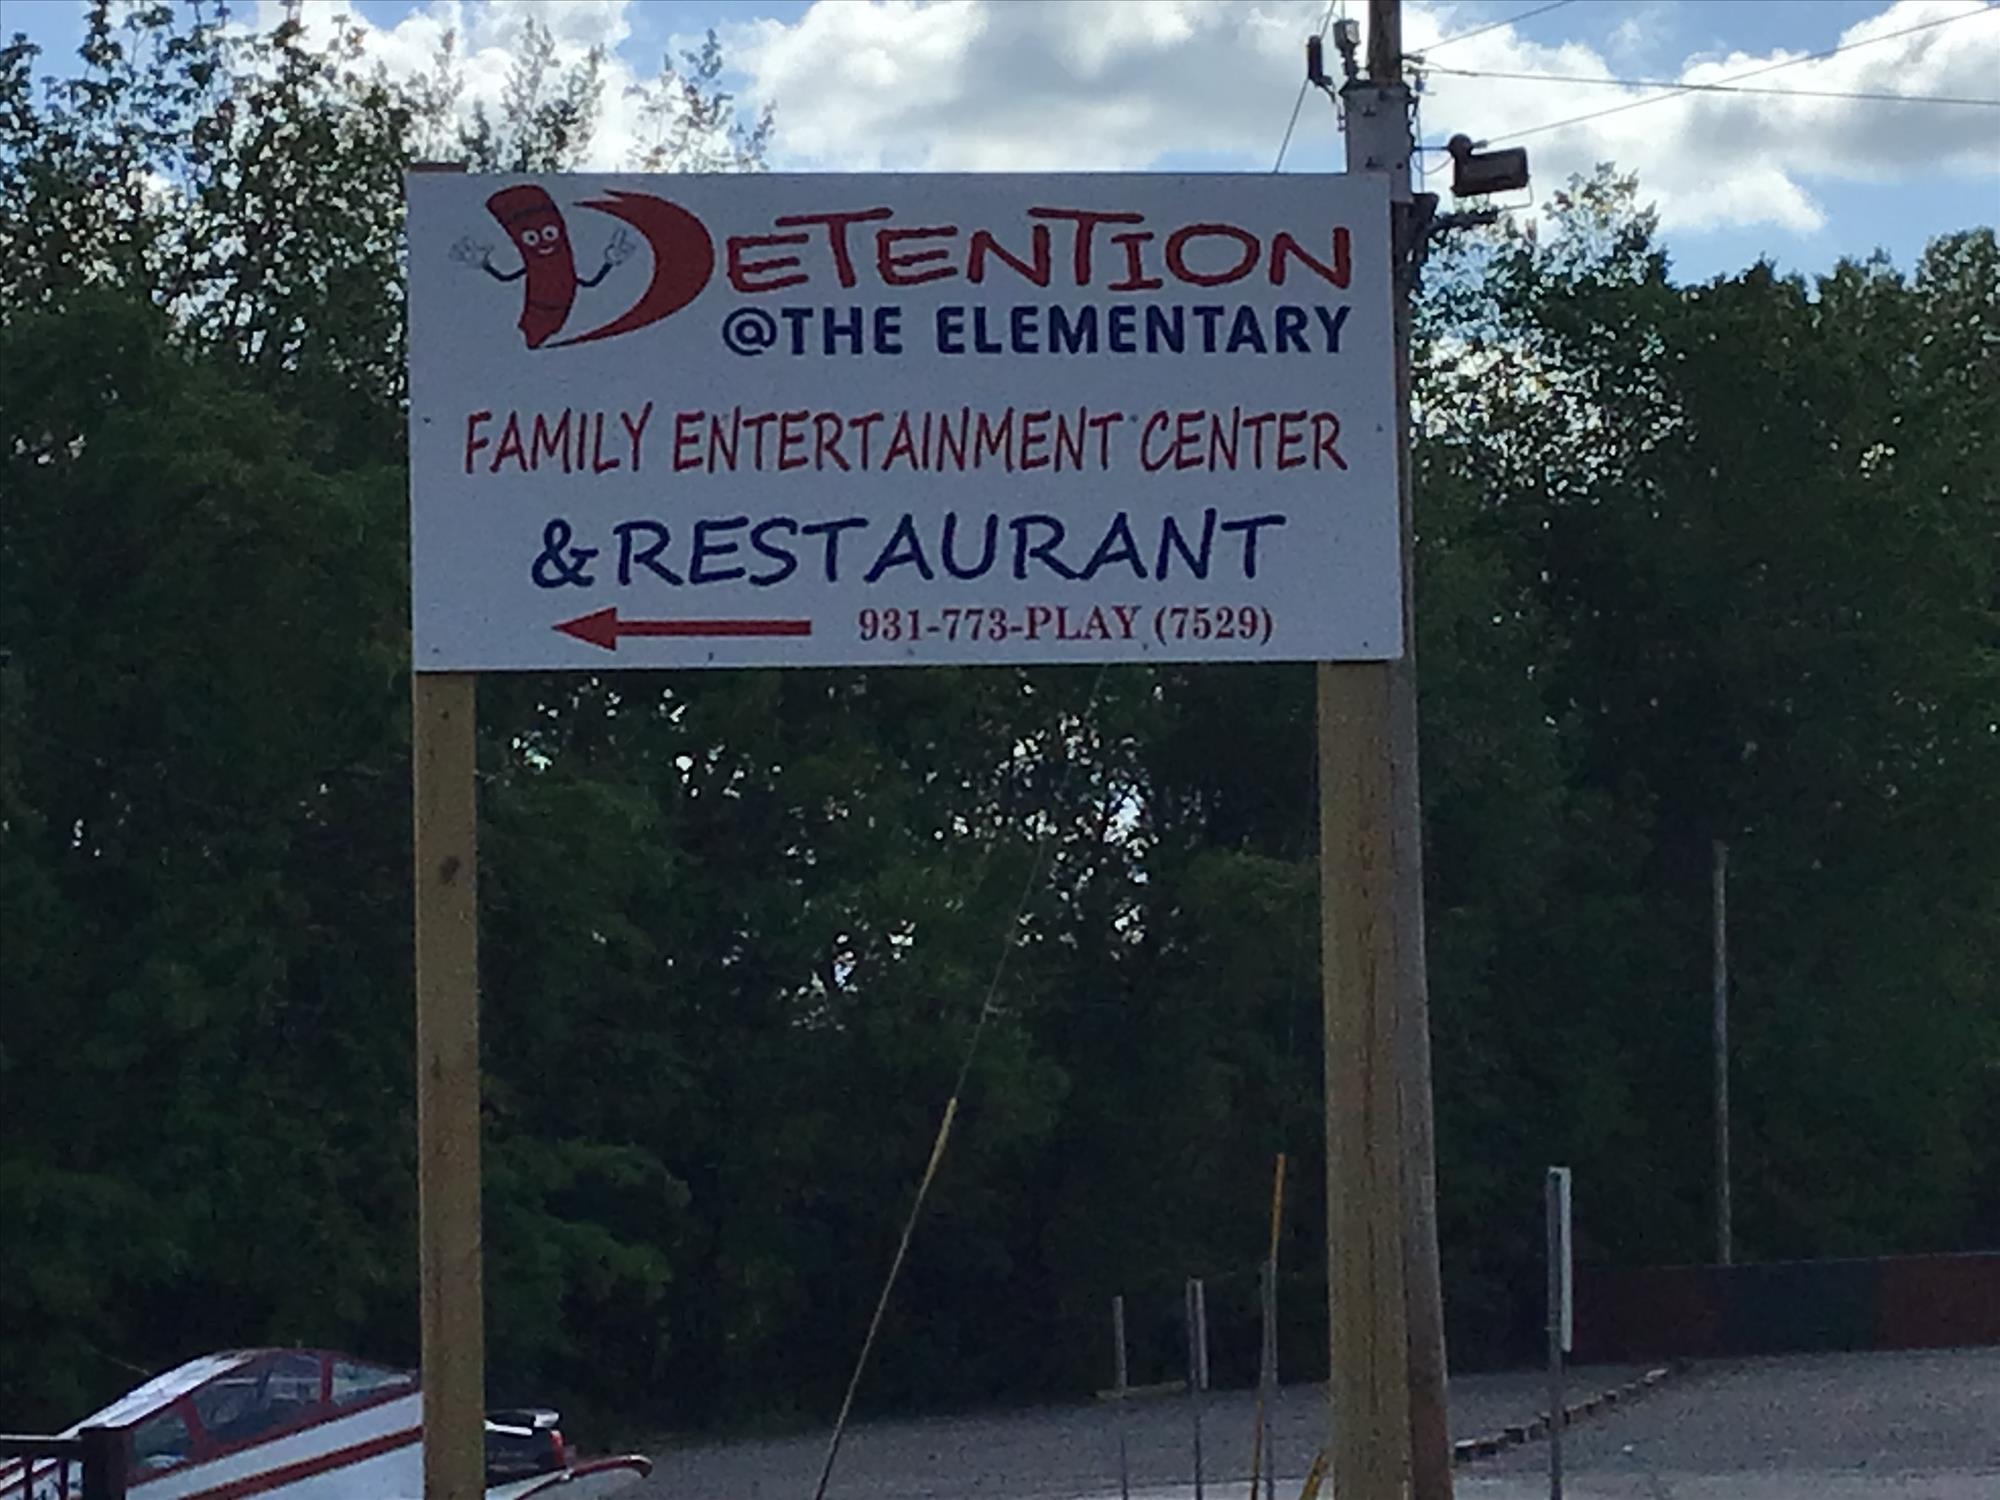 DETENTION
@THE ELEMENTARY
FAMILY ENTERTAINMENT CENTER
& RESTAURANT
931-773-PLAY (7529)